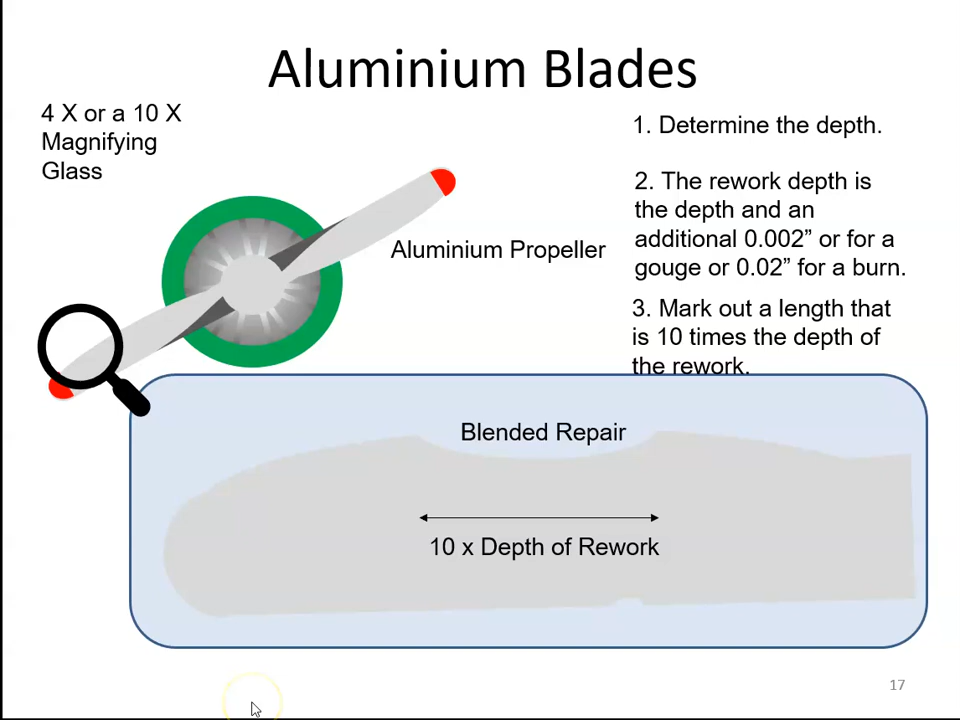 Aluminium Blades
4 X or a 10 X
Magnifying
Glass
1. Determine the depth.
2. The rework depth is
the depth and an
additional 0.002” or for a
gouge or 0.02” for a burn.
Aluminium Propeller
3. Mark out a length that
is 10 times the depth of
the rework.
Blended Repair
10 x Depth of Rework
17